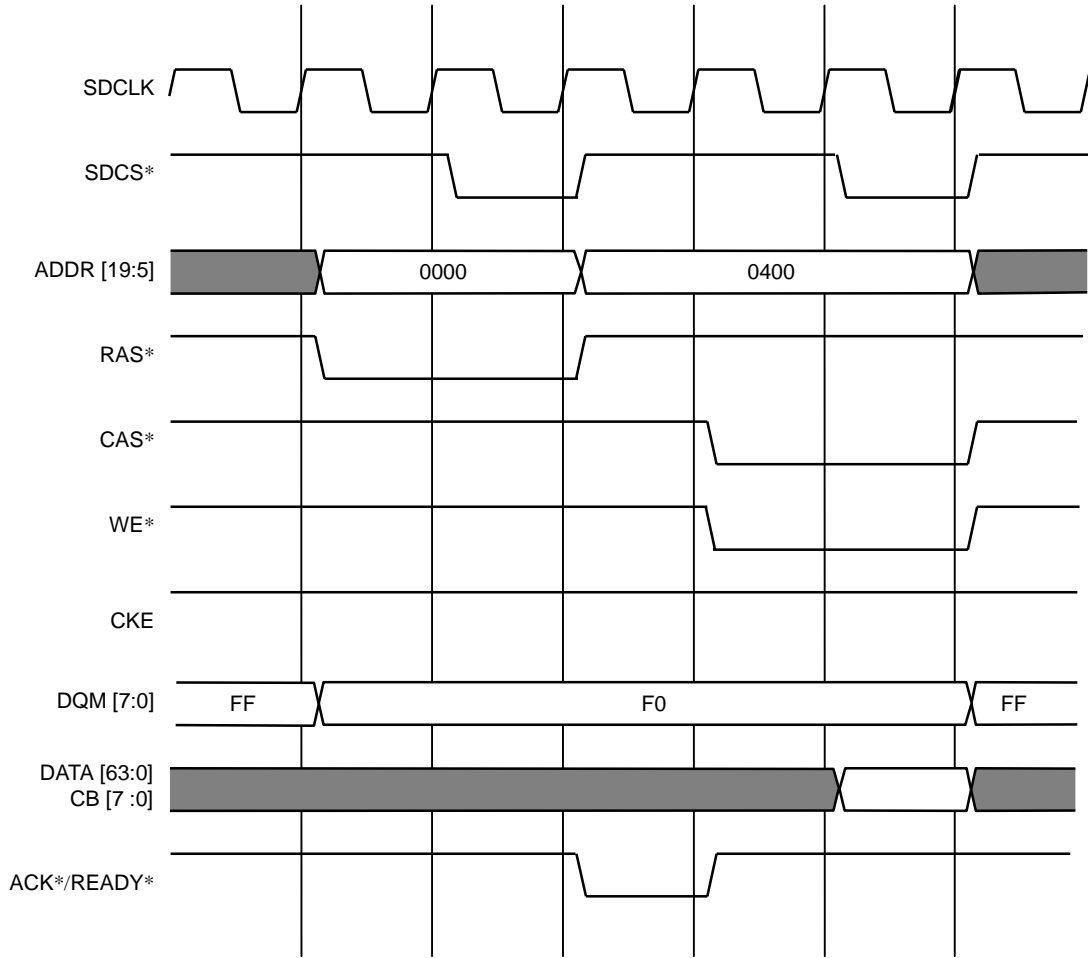 SDCLK
SDCS*
ADDR [19:5]
0000
0400
RAS*
CAS*
WE*
CKE
DQM [7:0]
FF
F0
FF
DATA [63:0]
CB [7 :0]
ACK*/READY*